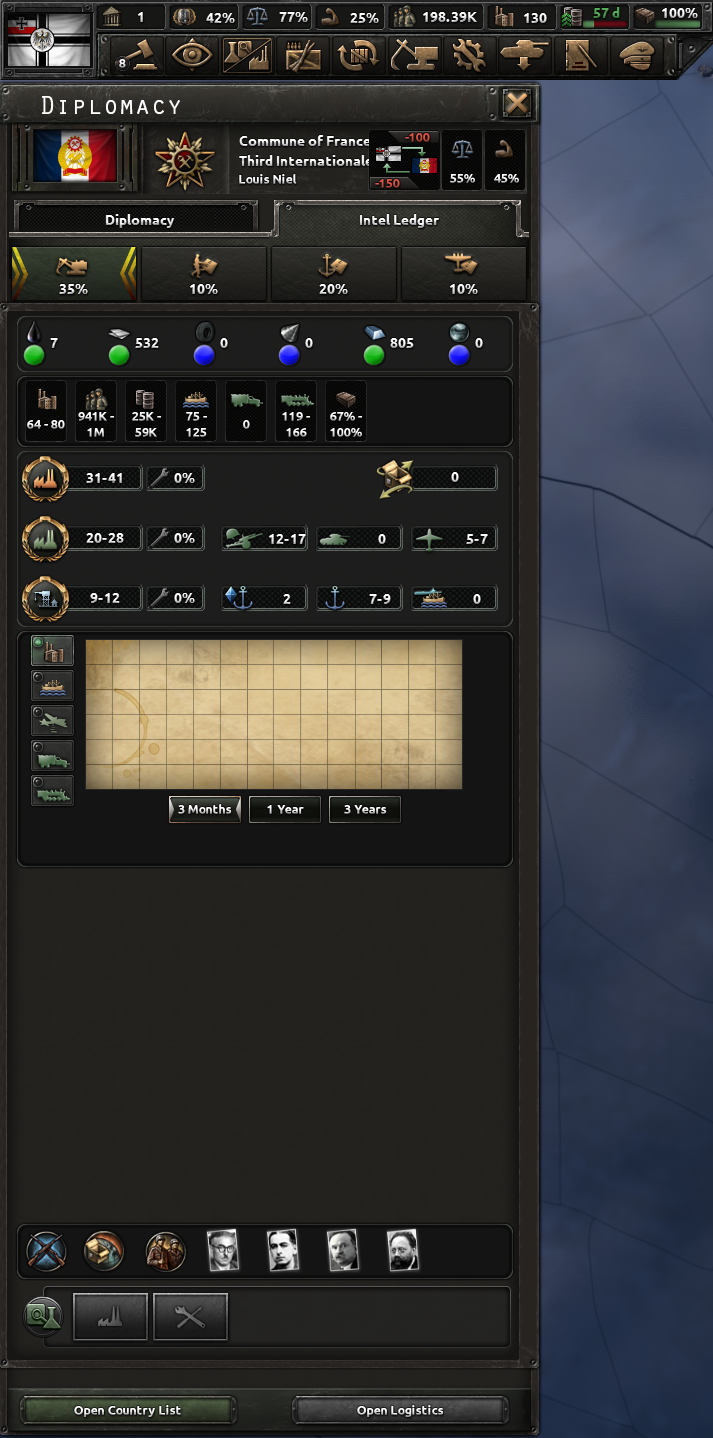 1 42% 77% 25% 198.39K 130 57 d 100%
8
DIPLOMACY
Commune of France
Third Internationale
Louis Niel
-100
-150
55% 45%
Diplomacy Intel Ledger
35% 10% 20% 10%
7 532 0 0 805 0
64 - 80 941K - 1M 25K - 59K 75 - 125 0 119 - 166 67% - 100%
31-41 0% 0
20-28 0% 12-17 0 5-7
9-12 0% 2 7-9 0
3 Months 1 Year 3 Years
Open Country List Open Logistics